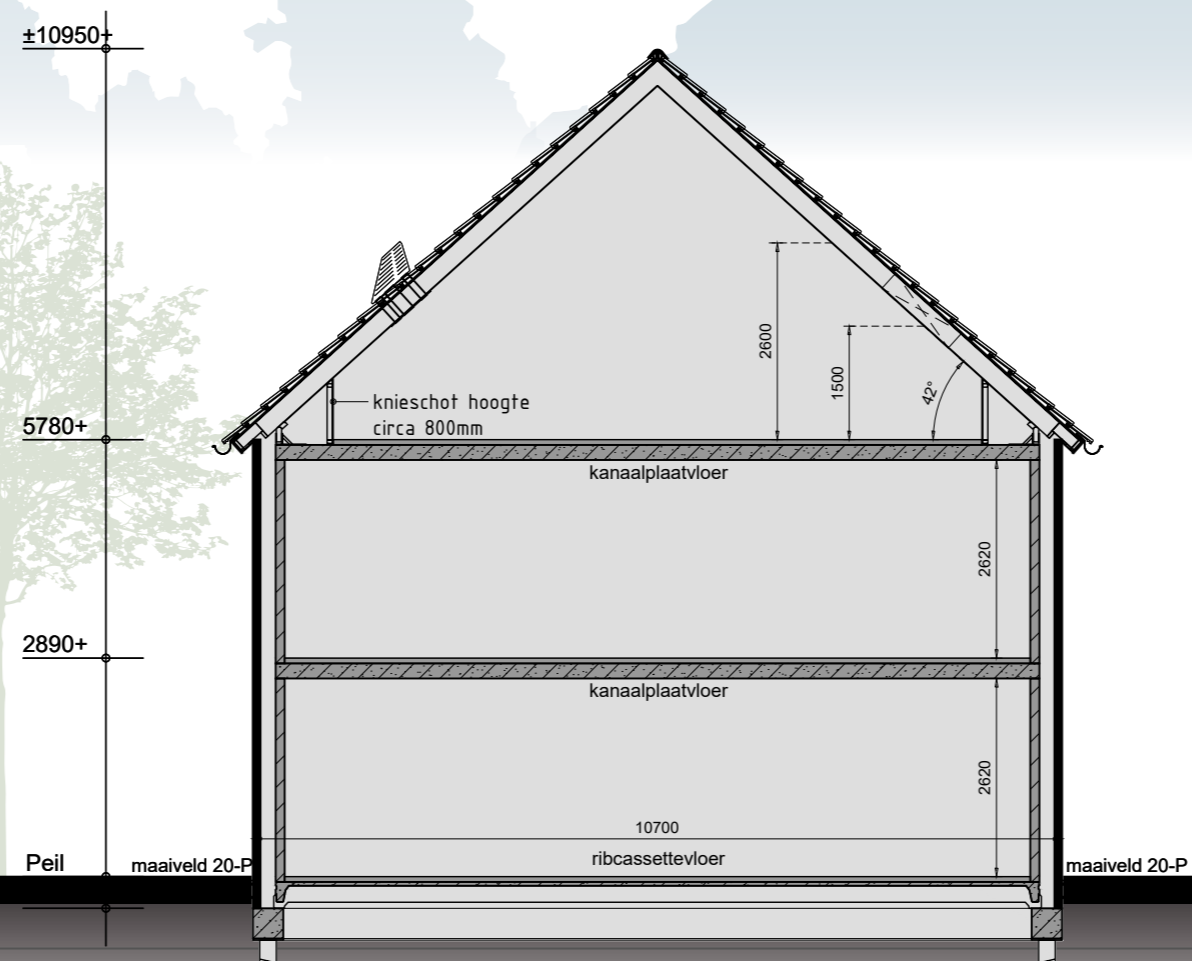 ±10950+
2600
1500
42°
knieschot hoogte
circa 800mm
5780+
kanaalplaatvloer
2620
2890+
kanaalplaatvloer
2620
10700
ribcassettevloer
Peil
maaiveld 20-P
maaiveld 20-P